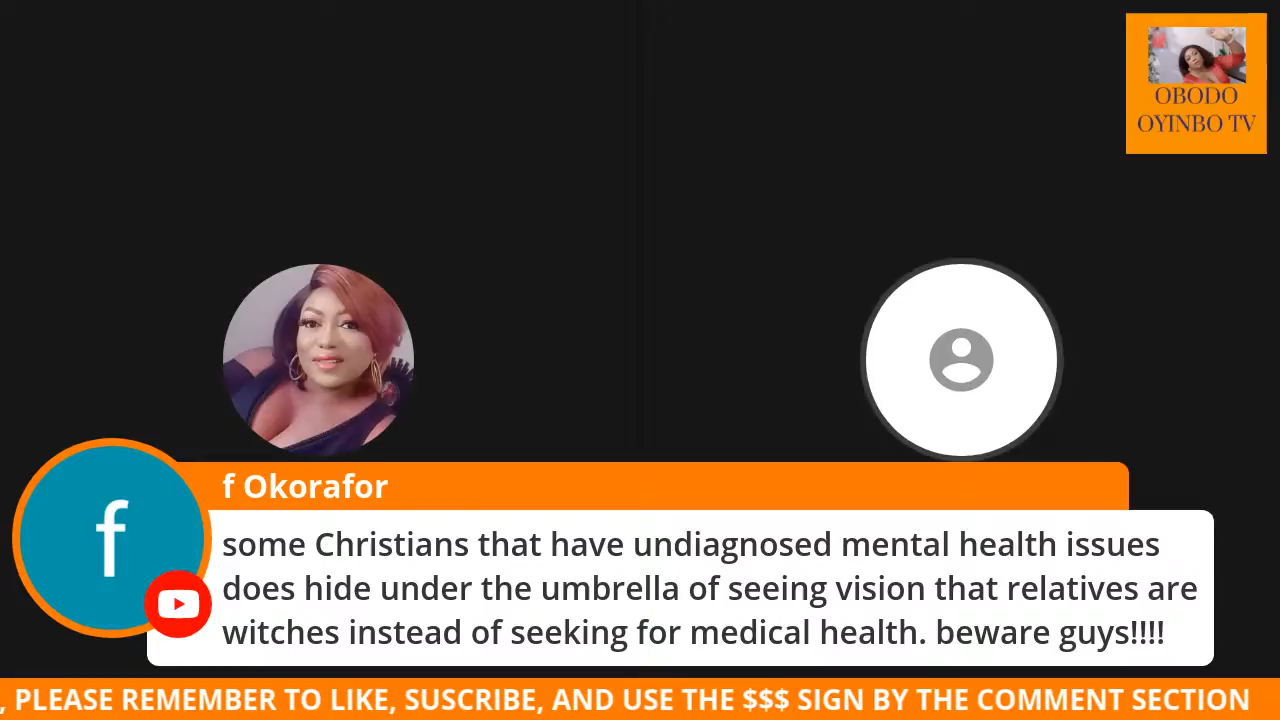 OBODO
OYINBO TV
f
f Okorafor
some Christians that have undiagnosed mental health issues
does hide under the umbrella of seeing vision that relatives are
witches instead of seeking for medical health. beware guys!!!!
, PLEASE REMEMBER TO LIKE, SUSCRIBE, AND USE THE $$$ SIGN BY THE COMMENT SECTION